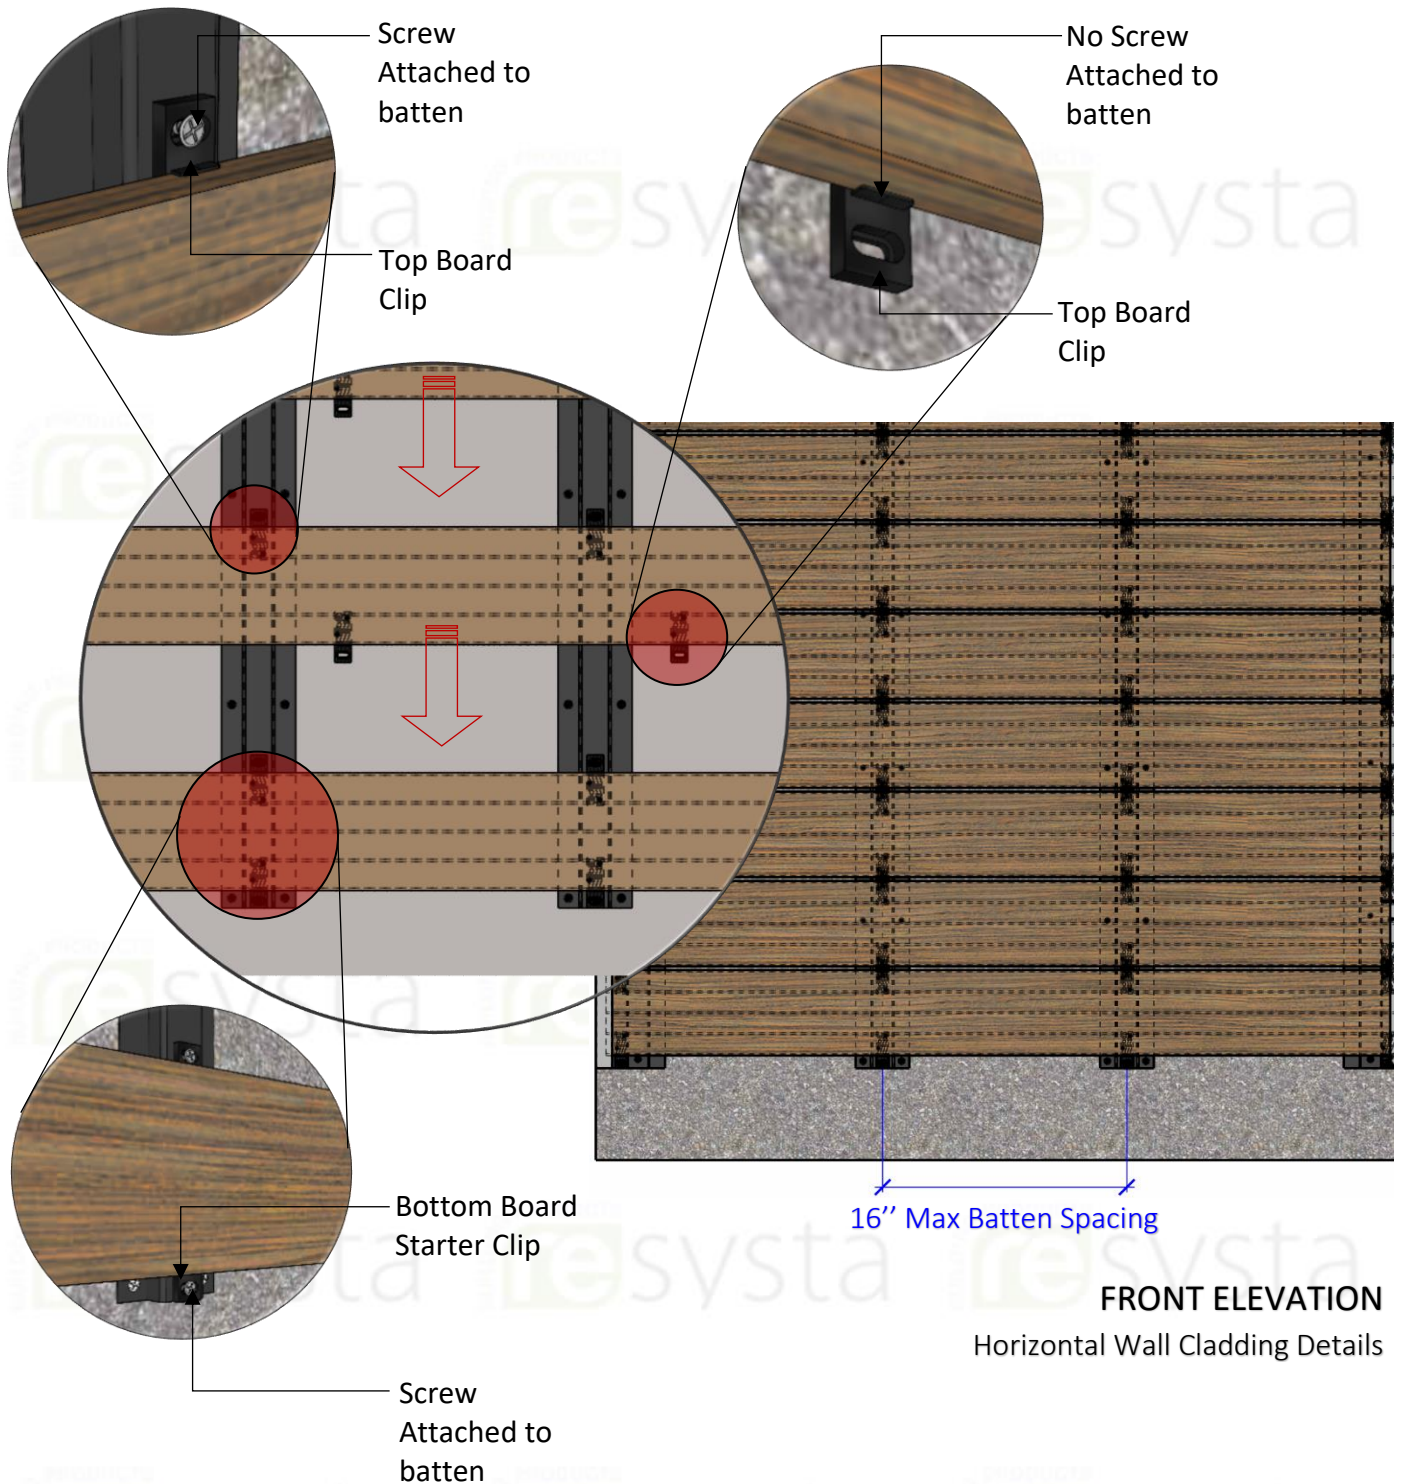 Screw
Attached to
batten
No Screw
Attached to
batten
Top Board
Clip
Top Board
Clip
16’’ Max Batten Spacing
Bottom Board
Starter Clip
FRONT ELEVATION
Horizontal Wall Cladding Details
Screw
Attached to
batten
resysta